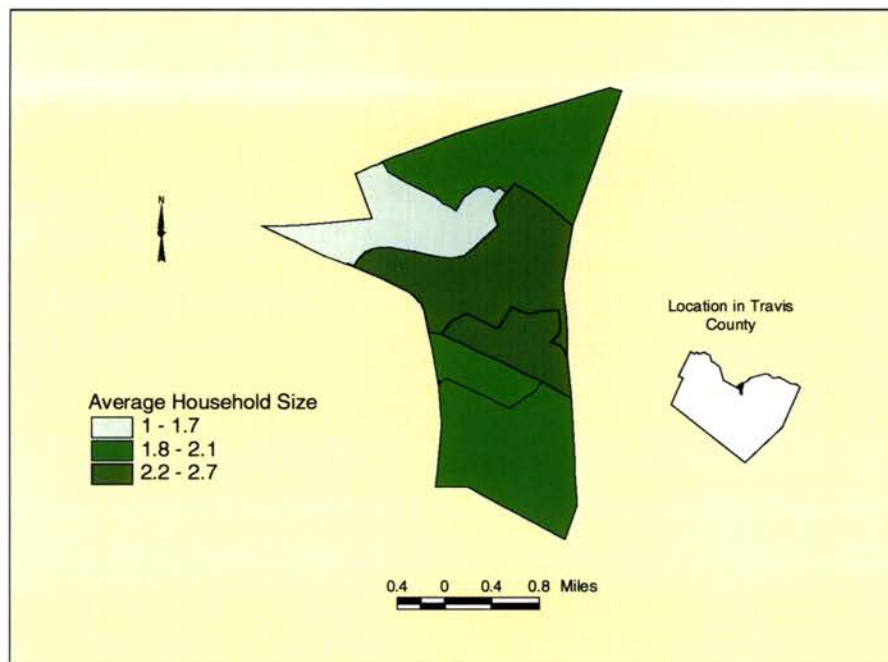 N
Location in Travis
County
Average Household Size
1 - 1.7
1.8 - 2.1
2.2 - 2.7
0.4 0 0.4 0.8 Miles